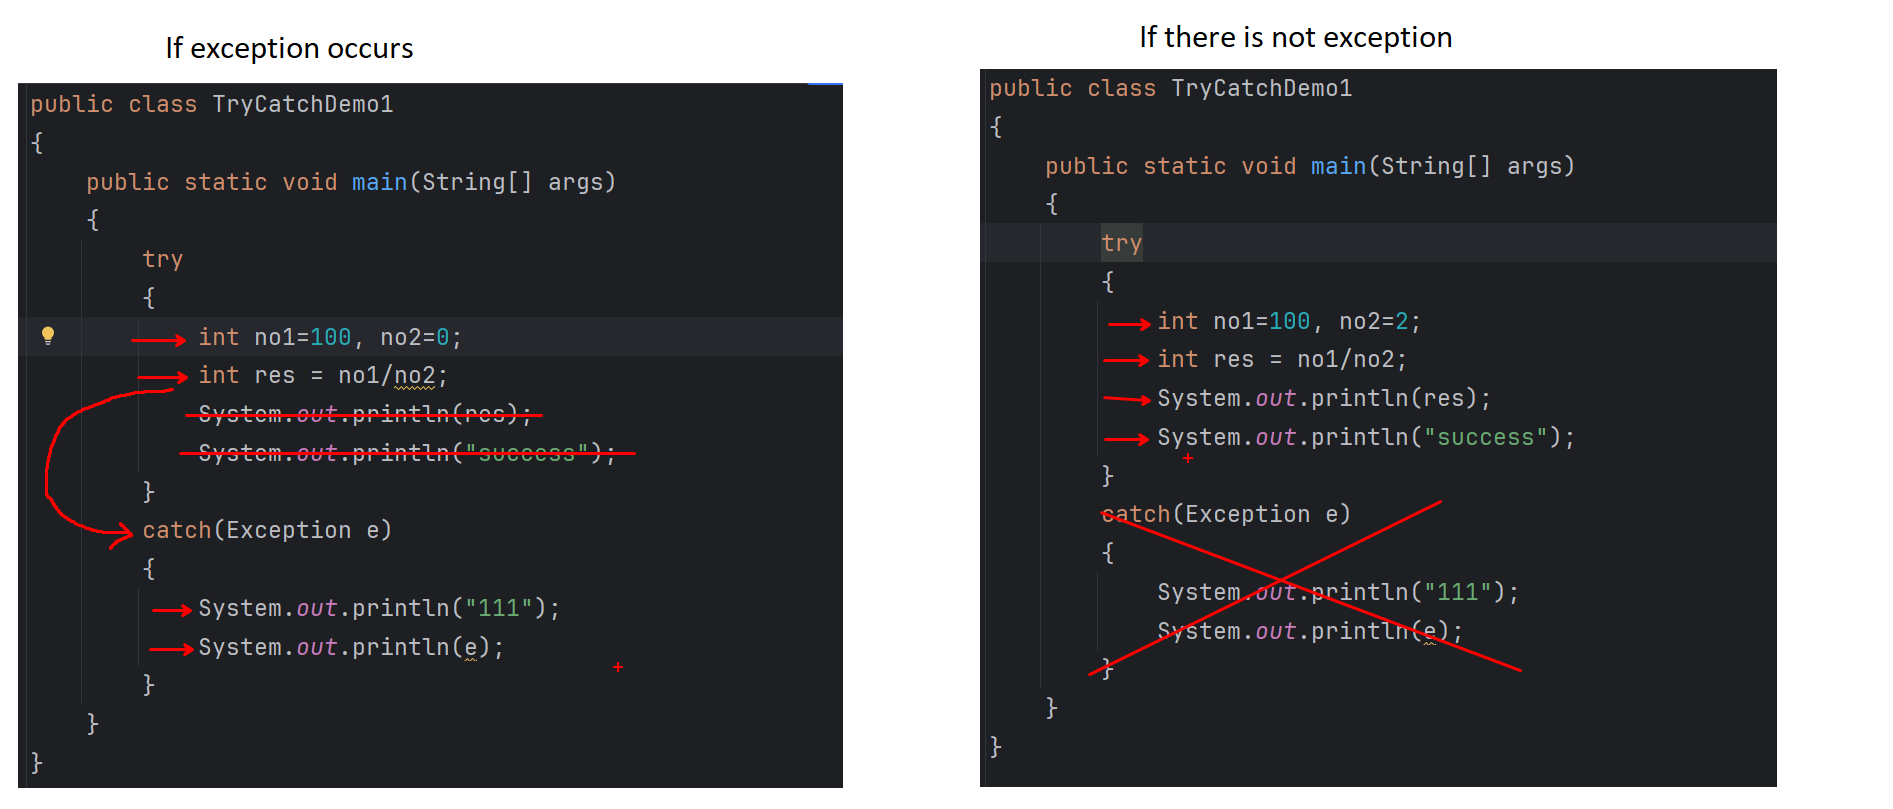 If exception occurs
public class TryCatchDemo1
{
public static void main(String[] args)
{
try
{
int no1=100, no2=0;
int res = no1/no2;
System.out.println(res);
System.out.println("success");
}
catch(Exception e)
{
System.out.println("111");
System.out.println(e);
}
}
}
If there is not exception
public class TryCatchDemo1
{
public static void main(String[] args)
{
try
{
int no1=100, no2=2;
int res = no1/no2;
System.out.println(res);
System.out.println("success");
}
catch(Exception e)
{
System.out.println("111");
System.out.println(e);
}
}
}